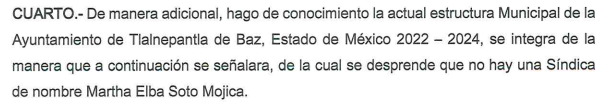 CUARTO.- De manera adicional, hago de conocimiento la actual estructura Municipal de la
Ayuntamiento de Tlalnepantla de Baz, Estado de México 2022 – 2024, se integra de la
manera que a continuación se señalara, de la cual se desprende que no hay una Síndica
de nombre Martha Elba Soto Mojica.